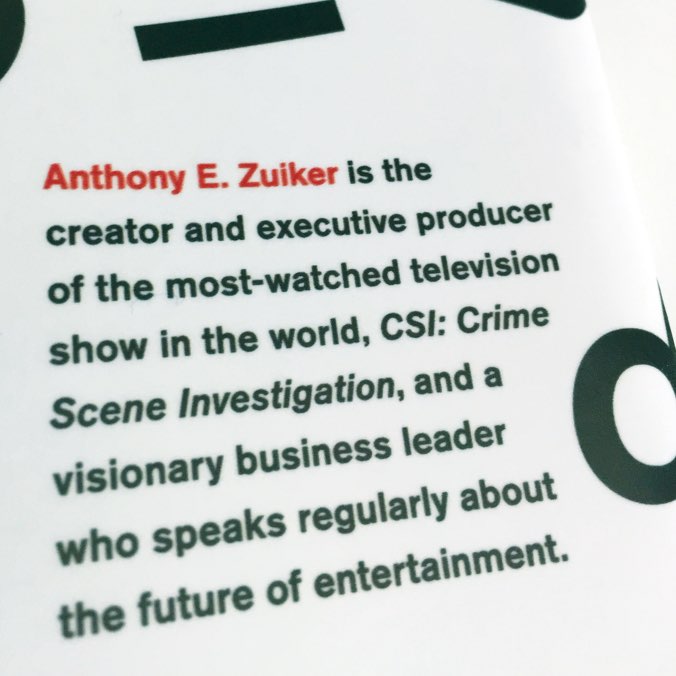 Anthony E. Zuiker is the
creator and executive producer
of the most-watched television
show in the world, CSI: Crime
Scene Investigation, and a
visionary business leader
who speaks regularly about
the future of entertainment.
d